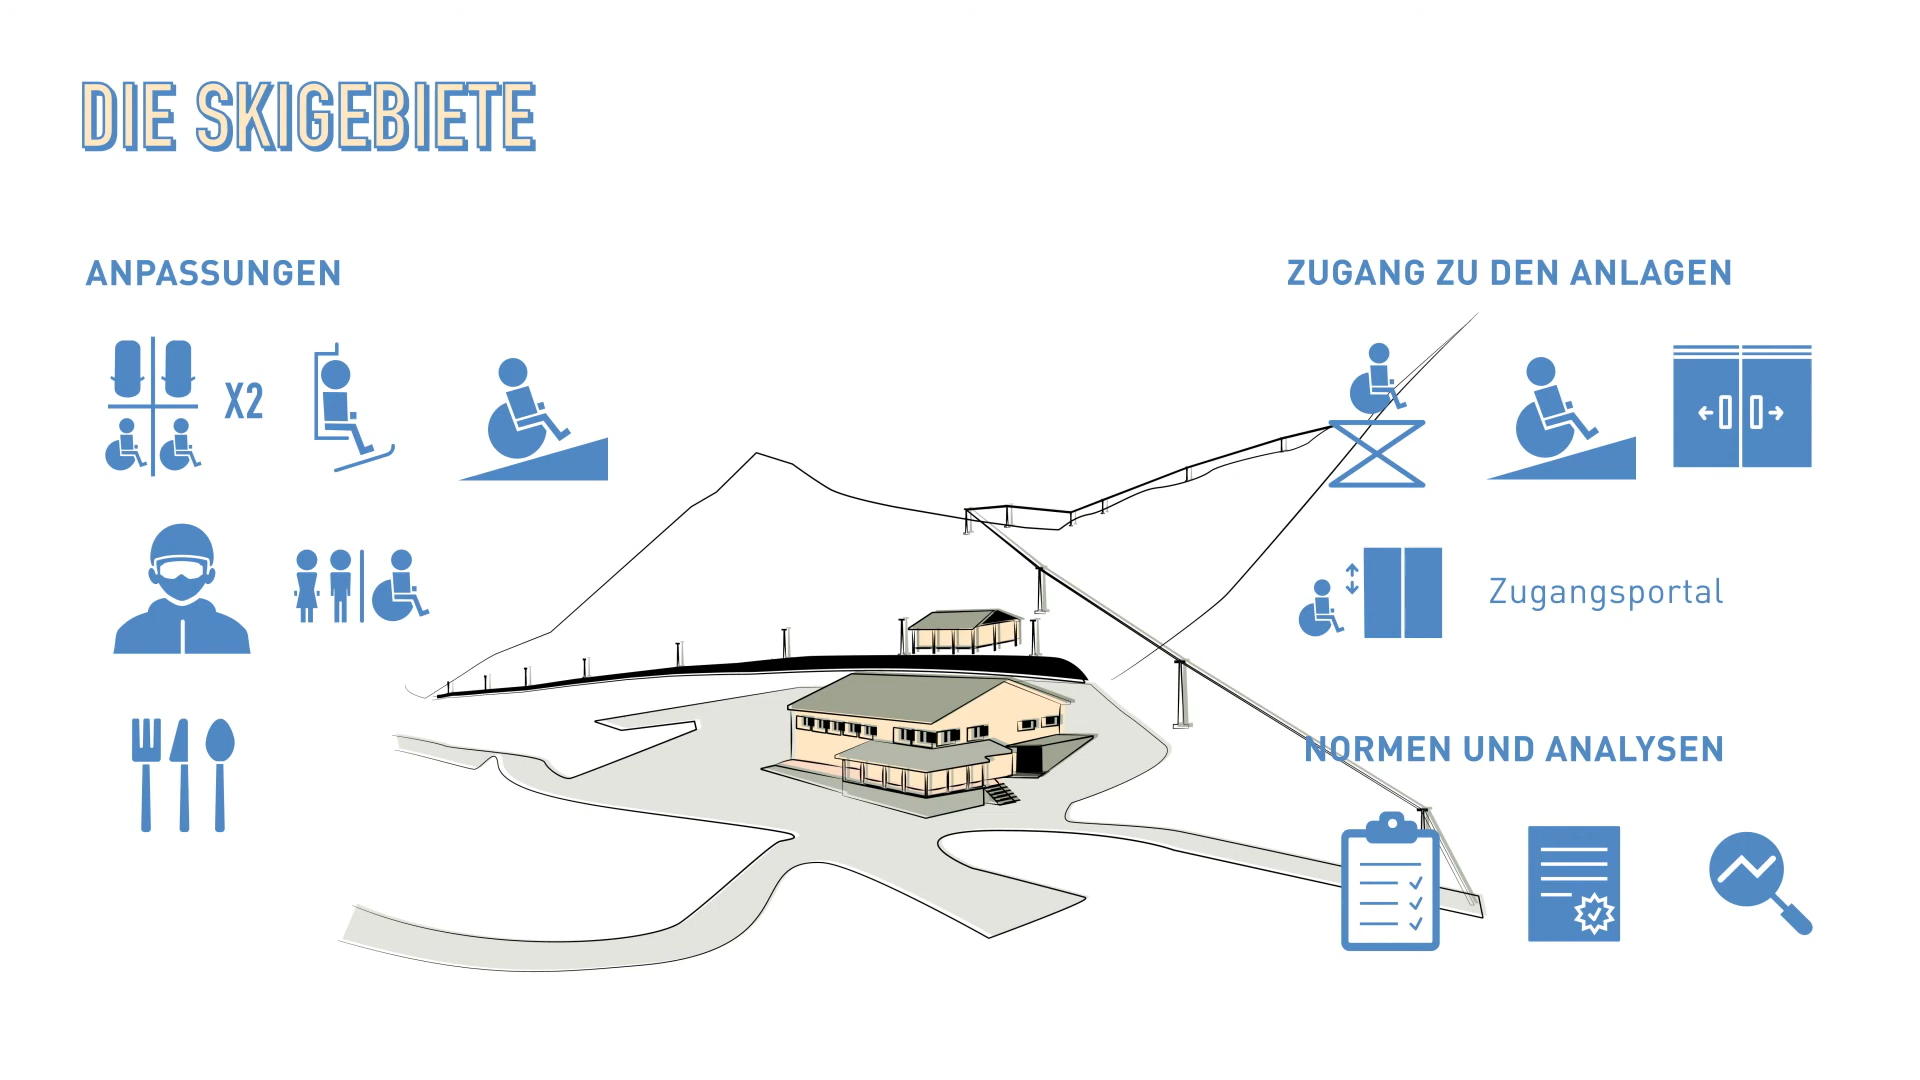 DIE SKIGEBIETE
ANPASSUNGEN
X2
ZUGANG ZU DEN ANLAGEN
Zugangsportal
NORMEN UND ANALYSEN